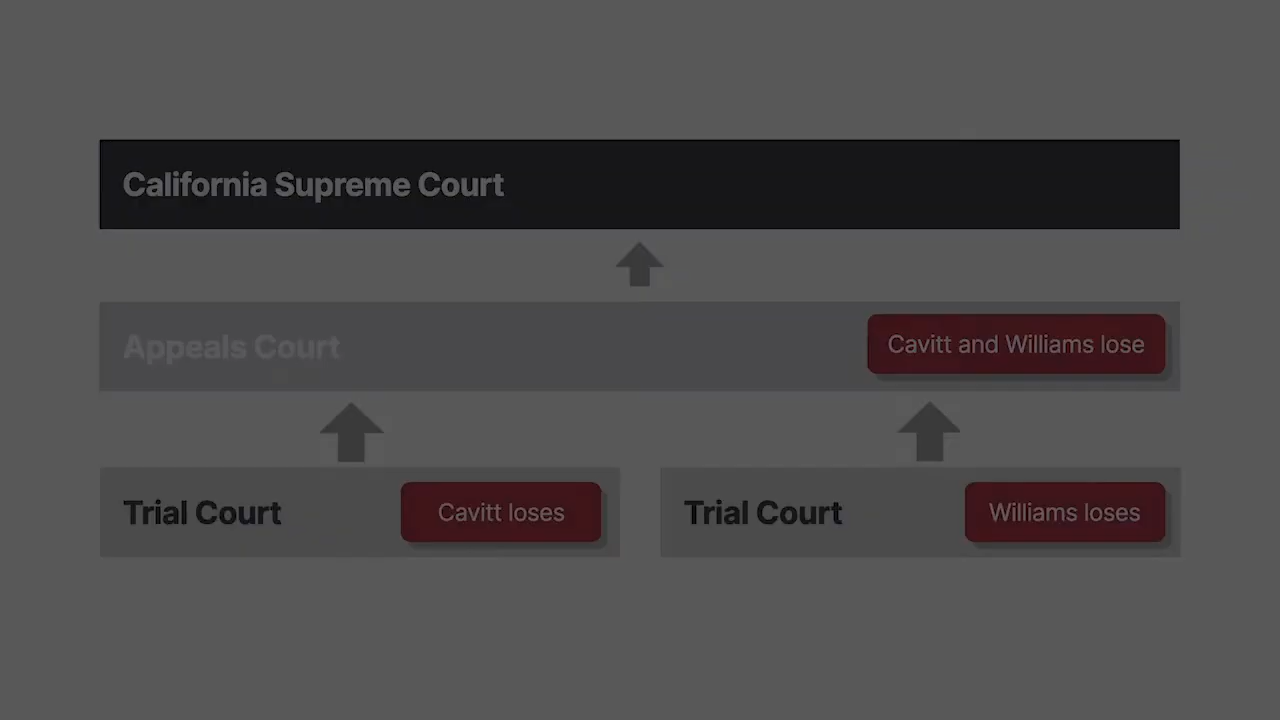 California Supreme Court
Appeals Court
Cavitt and Williams lose
Trial Court
Cavitt loses
Trial Court
Williams loses